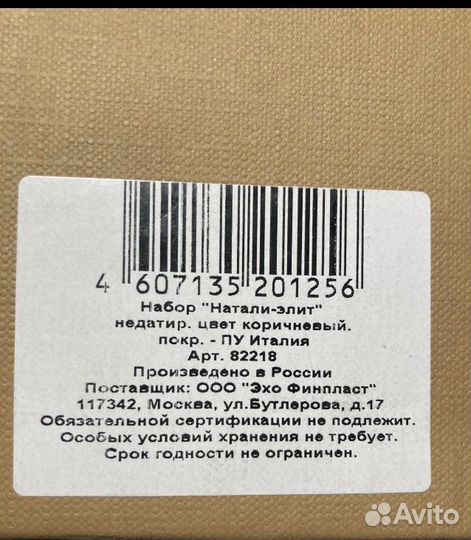 4 607135 201256
Набор "Натали-элит"
недатир. цвет коричневый.
покр. - ПУ Италия
Арт. 82218
Произведено в России
Поставщик: ООО "Эхо Финпласт"
117342, Москва, ул.Бутлерова, д.17
Обязательной сертификации не подлежит.
Особых условий хранения не требует.
Срок годности не ограничен.
Avito